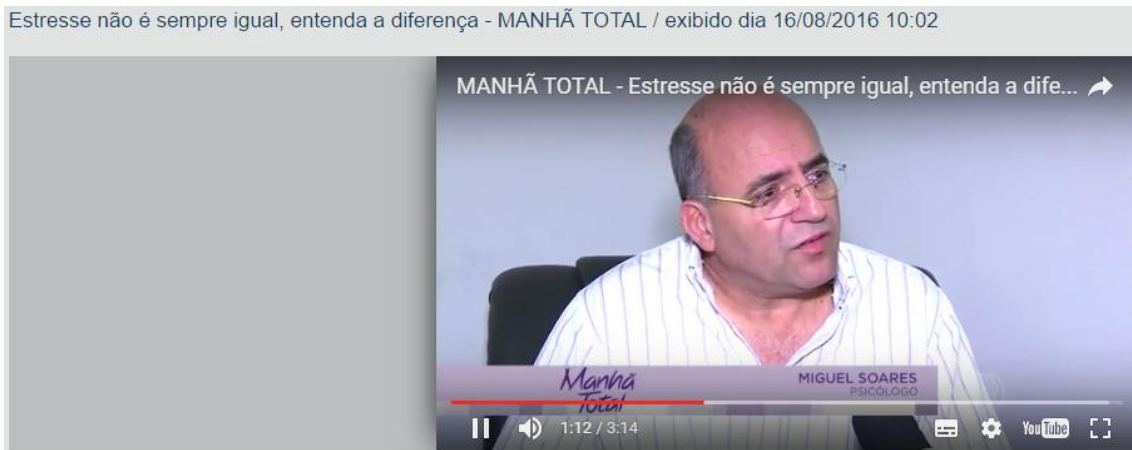 Estresse não é sempre igual, entenda a diferença - MANHÃ TOTAL / exibido dia 16/08/2016 10:02
MANHÃ TOTAL - Estresse não é sempre igual, entenda a dife...
Manhã
Total
MIGUEL SOARES
PSICÓLOGO
1:12 / 3:14
YouTube